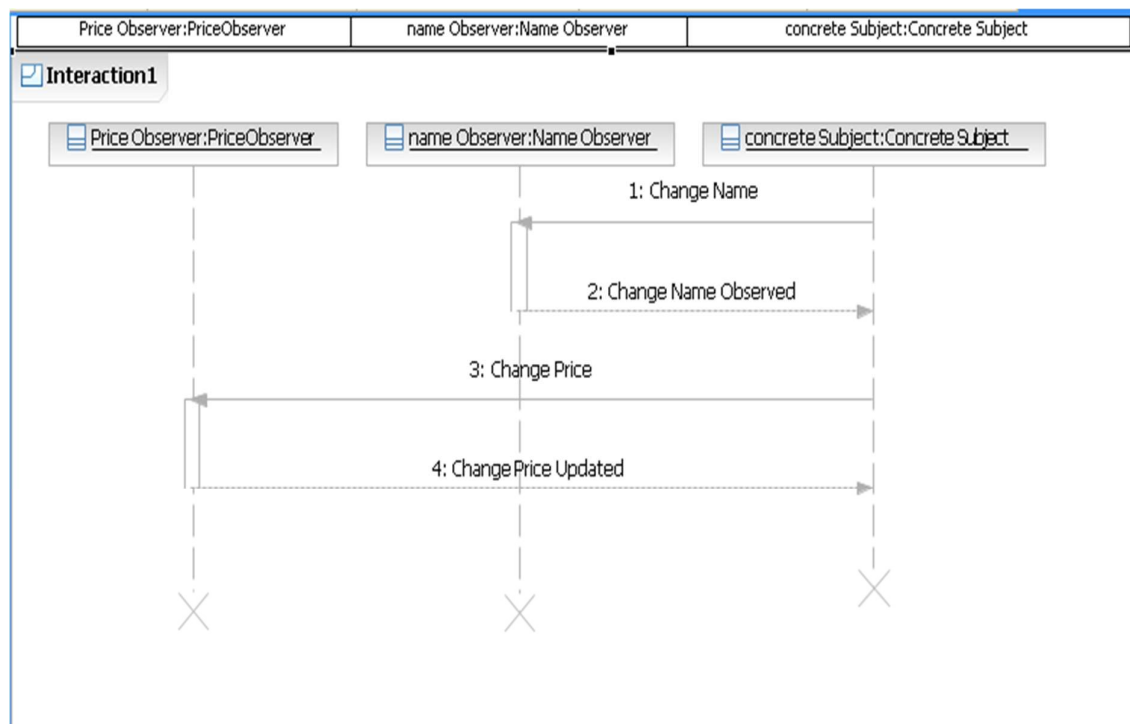 Price Observer:PriceObserver name Observer:Name Observer concrete Subject:Concrete Subject
Interaction1
Price Observer:PriceObserver name Observer:Name Observer concrete Subject:Concrete Subject
1: Change Name
2: Change Name Observed
3: Change Price
4: Change Price Updated